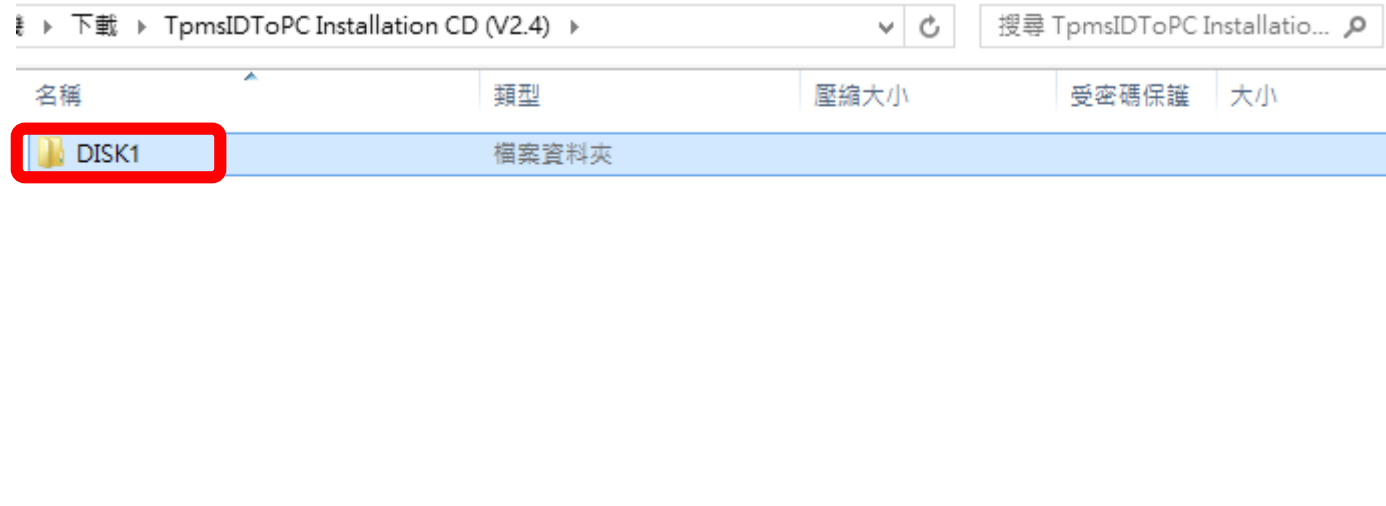 下載 TpmsIDToPC Installation CD (V2.4) 搜尋 TpmsIDToPC Installatio...
名稱 類型 壓縮大小 受密碼保護 大小
DISK1 檔案資料夾